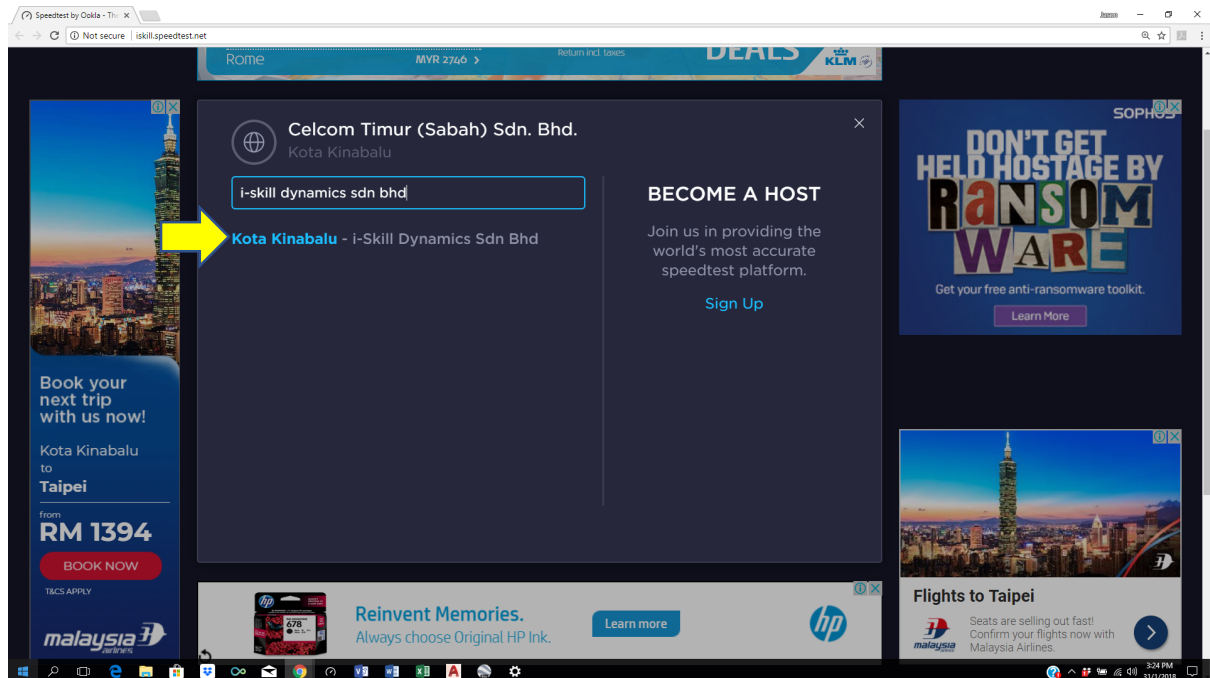 Speedtest by Ookla - The
Not secure | iskill.speedtest.net
Rome
MYR 2746 >
Return incl. taxes
DEALS
KLM
Celcom Timur (Sabah) Sdn. Bhd.
Kota Kinabalu
i-skill dynamics sdn bhd
Kota Kinabalu - i-Skill Dynamics Sdn Bhd
BECOME A HOST
Join us in providing the
world's most accurate
speedtest platform.
Sign Up
Book your
next trip
with us now!
Kota Kinabalu
to
Taipei
from
RM 1394
BOOK NOW
T&CS APPLY
malaysia
airlines
SOPHOS
DON'T GET
HELD HOSTAGE BY
RANSOM
WARE
Get your free anti-ransomware toolkit.
Learn More
hp
678
Reinvent Memories.
Always choose Original HP Ink.
Learn more
hp
Flights to Taipei
Seats are selling out fast!
Confirm your flights now with
Malaysia Airlines.
malaysia
airlines
3:24 PM
31/1/2018